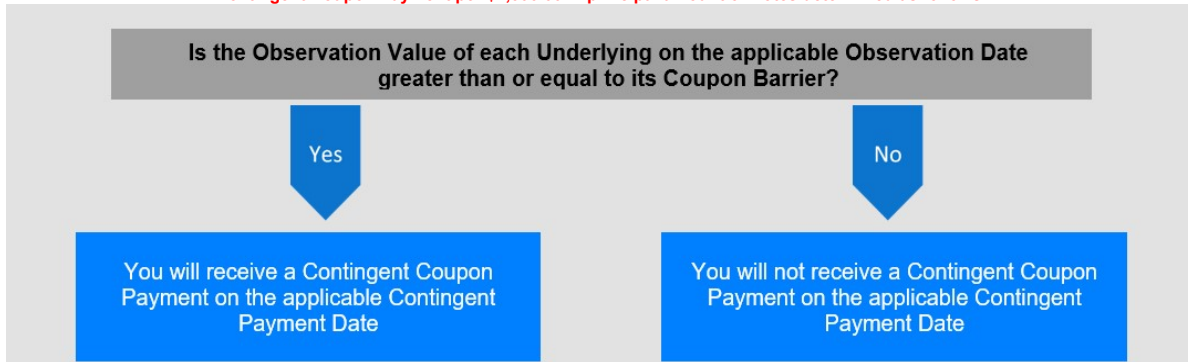 Is the Observation Value of each Underlying on the applicable Observation Date
greater than or equal to its Coupon Barrier?
Yes
No
You will receive a Contingent Coupon
Payment on the applicable Contingent
Payment Date
You will not receive a Contingent Coupon
Payment on the applicable Contingent
Payment Date